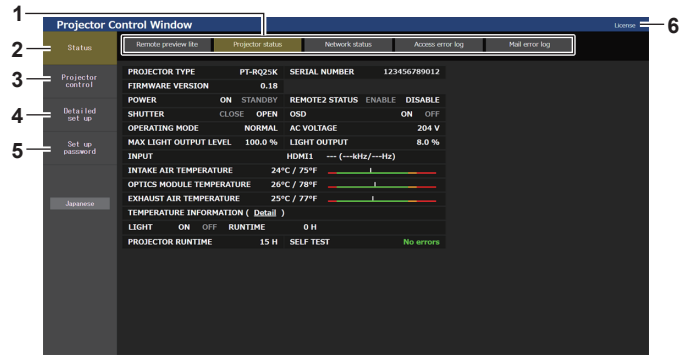 1
Projector Control Window
License
6
2
Status
Remote preview lite Projector status Network status Access error log Mail error log
3
Projector
control
4
Detailed
set up
5
Set up
password
Japanese
PROJECTOR TYPE PT-RQ25K SERIAL NUMBER 123456789012
FIRMWARE VERSION 0.18
POWER ON STANDBY REMOTE2 STATUS ENABLE DISABLE
SHUTTER CLOSE OPEN OSD ON OFF
OPERATING MODE NORMAL AC VOLTAGE 204 V
MAX LIGHT OUTPUT LEVEL 100.0 % LIGHT OUTPUT 8.0 %
INPUT HDMI1 --- (---kHz/---Hz)
INTAKE AIR TEMPERATURE 24°C / 75°F
OPTICS MODULE TEMPERATURE 26°C / 78°F
EXHAUST AIR TEMPERATURE 25°C / 77°F
TEMPERATURE INFORMATION ( Detail )
LIGHT ON OFF RUNTIME 0 H
PROJECTOR RUNTIME 15 H SELF TEST No errors